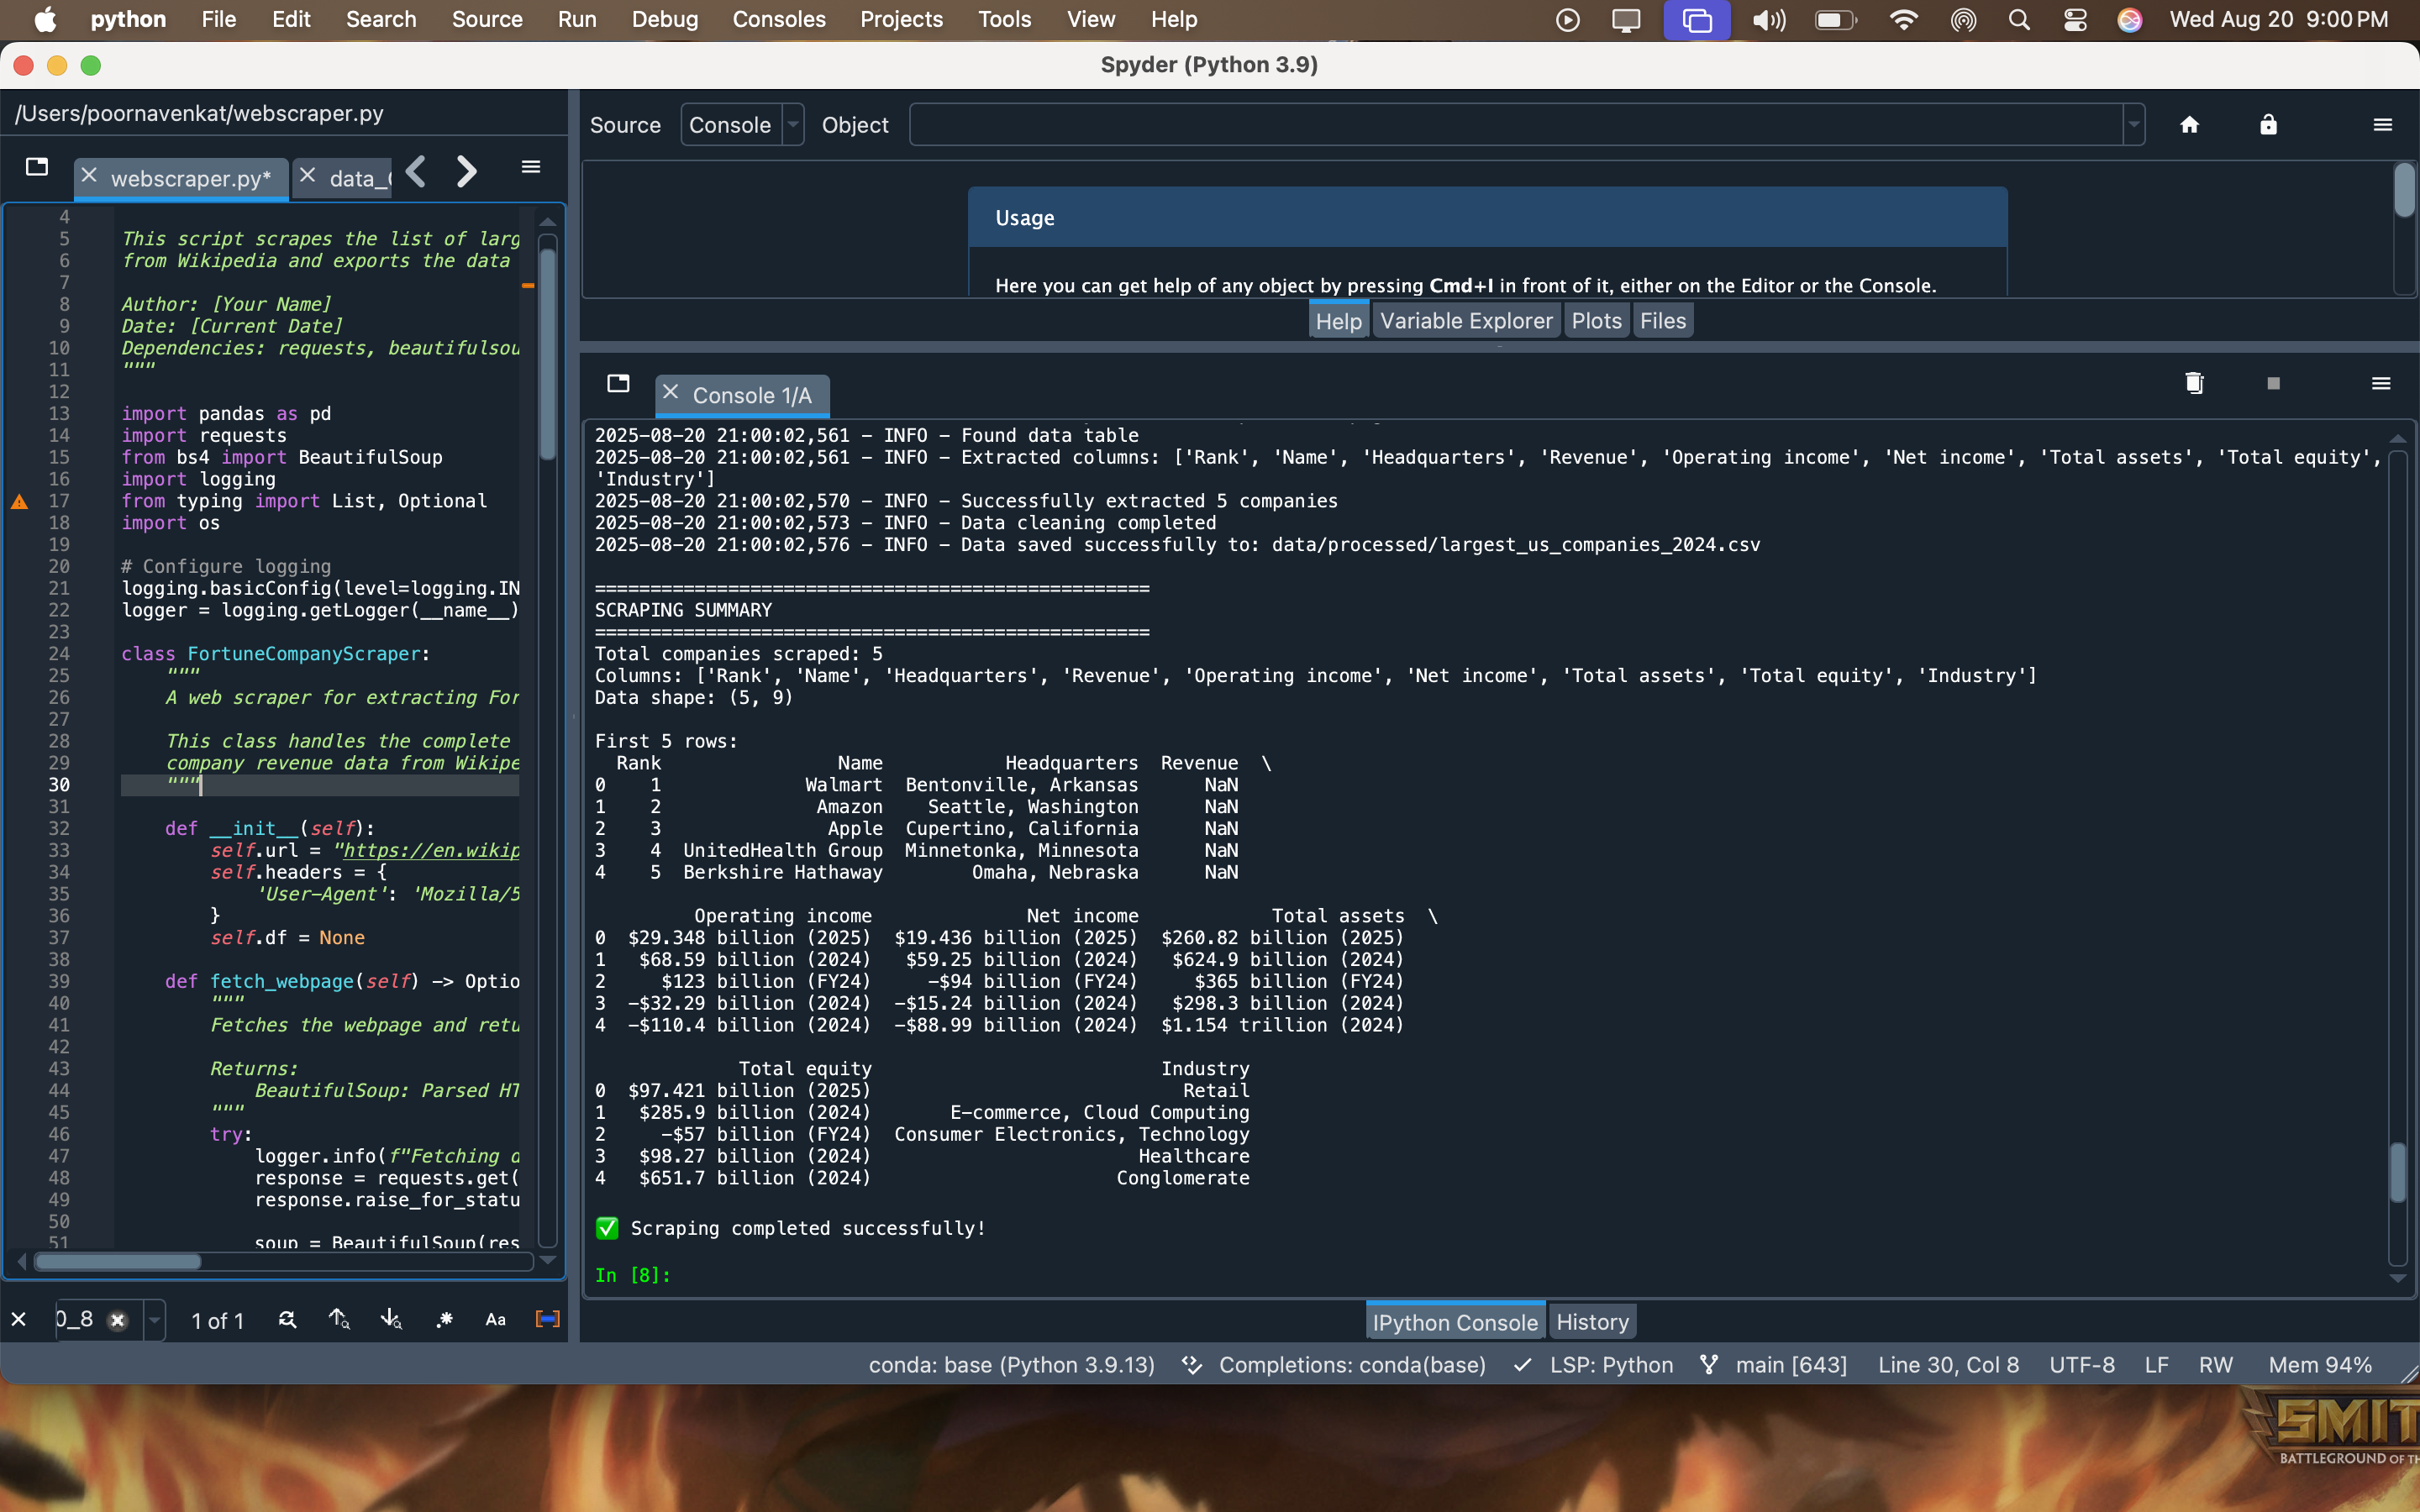 python File Edit Search Source Run Debug Consoles Projects Tools View Help Wed Aug 20 9:00 PM
Spyder (Python 3.9)
/Users/poornavenkat/webscraper.py
webscraper.py* data_
4
5 This script scrapes the list of larg
6 from Wikipedia and exports the data
7
8 Author: [Your Name]
9 Date: [Current Date]
10 Dependencies: requests, beautifulsou
11 """
12
13 import pandas as pd
14 import requests
15 from bs4 import BeautifulSoup
16 import logging
17 from typing import List, Optional
18 import os
19
20 # Configure logging
21 logging.basicConfig(level=logging.IN
22 logger = logging.getLogger(__name__)
23
24 class FortuneCompanyScraper:
25 """
26 A web scraper for extracting For
27
28 This class handles the complete
29 company revenue data from Wikipe
30 """
31
32 def __init__(self):
33 self.url = "https://en.wikip
34 self.headers = {
35 'User-Agent': 'Mozilla/5
36 }
37 self.df = None
38
39 def fetch_webpage(self) -> Optio
40 """
41 Fetches the webpage and retu
42
43 Returns:
44 BeautifulSoup: Parsed HT
45 """
46 try:
47 logger.info(f"Fetching d
48 response = requests.get(
49 response.raise_for_statu
50
51 soup = BeautifulSoup(res
0_8 1 of 1 .* Aa
Source Console Object
Usage
Here you can get help of any object by pressing Cmd+I in front of it, either on the Editor or the Console.
Help Variable Explorer Plots Files
Console 1/A
2025-08-20 21:00:02,561 - INFO - Found data table
2025-08-20 21:00:02,561 - INFO - Extracted columns: ['Rank', 'Name', 'Headquarters', 'Revenue', 'Operating income', 'Net income', 'Total assets', 'Total equity',
'Industry']
2025-08-20 21:00:02,570 - INFO - Successfully extracted 5 companies
2025-08-20 21:00:02,573 - INFO - Data cleaning completed
2025-08-20 21:00:02,576 - INFO - Data saved successfully to: data/processed/largest_us_companies_2024.csv
==================================================
SCRAPING SUMMARY
==================================================
Total companies scraped: 5
Columns: ['Rank', 'Name', 'Headquarters', 'Revenue', 'Operating income', 'Net income', 'Total assets', 'Total equity', 'Industry']
Data shape: (5, 9)
First 5 rows:
Rank Name Headquarters Revenue \
0 1 Walmart Bentonville, Arkansas NaN
1 2 Amazon Seattle, Washington NaN
2 3 Apple Cupertino, California NaN
3 4 UnitedHealth Group Minnetonka, Minnesota NaN
4 5 Berkshire Hathaway Omaha, Nebraska NaN
Operating income Net income Total assets \
0 $29.348 billion (2025) $19.436 billion (2025) $260.82 billion (2025)
1 $68.59 billion (2024) $59.25 billion (2024) $624.9 billion (2024)
2 $123 billion (FY24) -$94 billion (FY24) $365 billion (FY24)
3 -$32.29 billion (2024) -$15.24 billion (2024) $298.3 billion (2024)
4 -$110.4 billion (2024) -$88.99 billion (2024) $1.154 trillion (2024)
Total equity Industry
0 $97.421 billion (2025) Retail
1 $285.9 billion (2024) E-commerce, Cloud Computing
2 -$57 billion (FY24) Consumer Electronics, Technology
3 $98.27 billion (2024) Healthcare
4 $651.7 billion (2024) Conglomerate
✅ Scraping completed successfully!
In [8]:
IPython Console History
conda: base (Python 3.9.13) Completions: conda(base) LSP: Python main [643] Line 30, Col 8 UTF-8 LF RW Mem 94%
SMIT
BATTLEGROUND OF TH